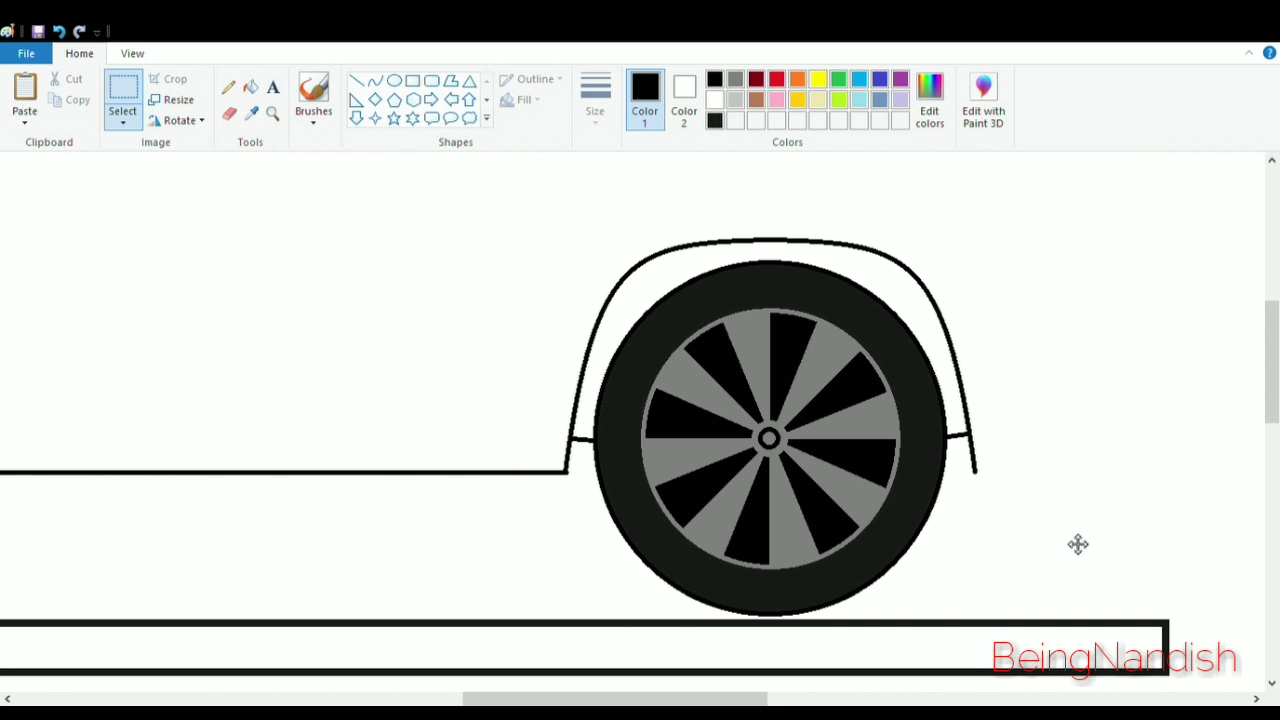 File Home View
Paste Cut Copy Select Crop Resize Rotate Brushes Outline Fill Size Color 1 Color 2 Edit colors Edit with Paint 3D
Clipboard Image Tools Shapes Colors
BeingNandish